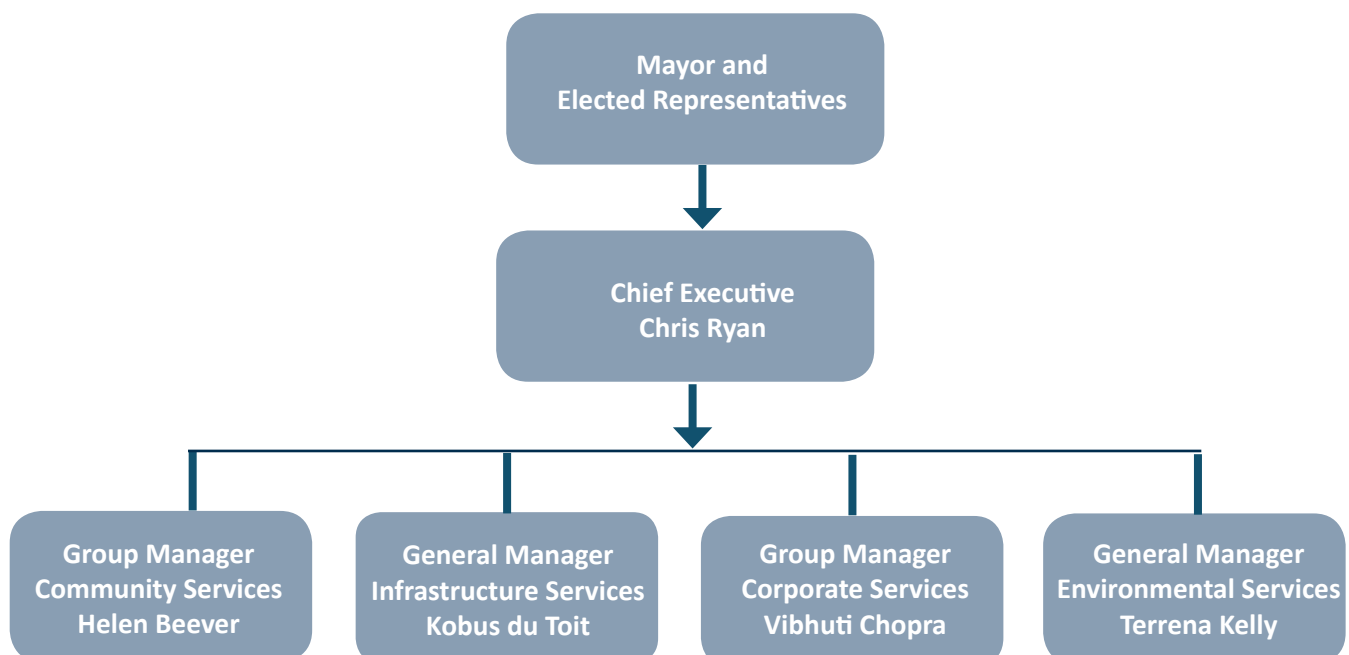 Mayor and
Elected Representatives
Chief Executive
Chris Ryan
Group Manager
Community Services
Helen Beever
General Manager
Infrastructure Services
Kobus du Toit
Group Manager
Corporate Services
Vibhuti Chopra
General Manager
Environmental Services
Terrena Kelly